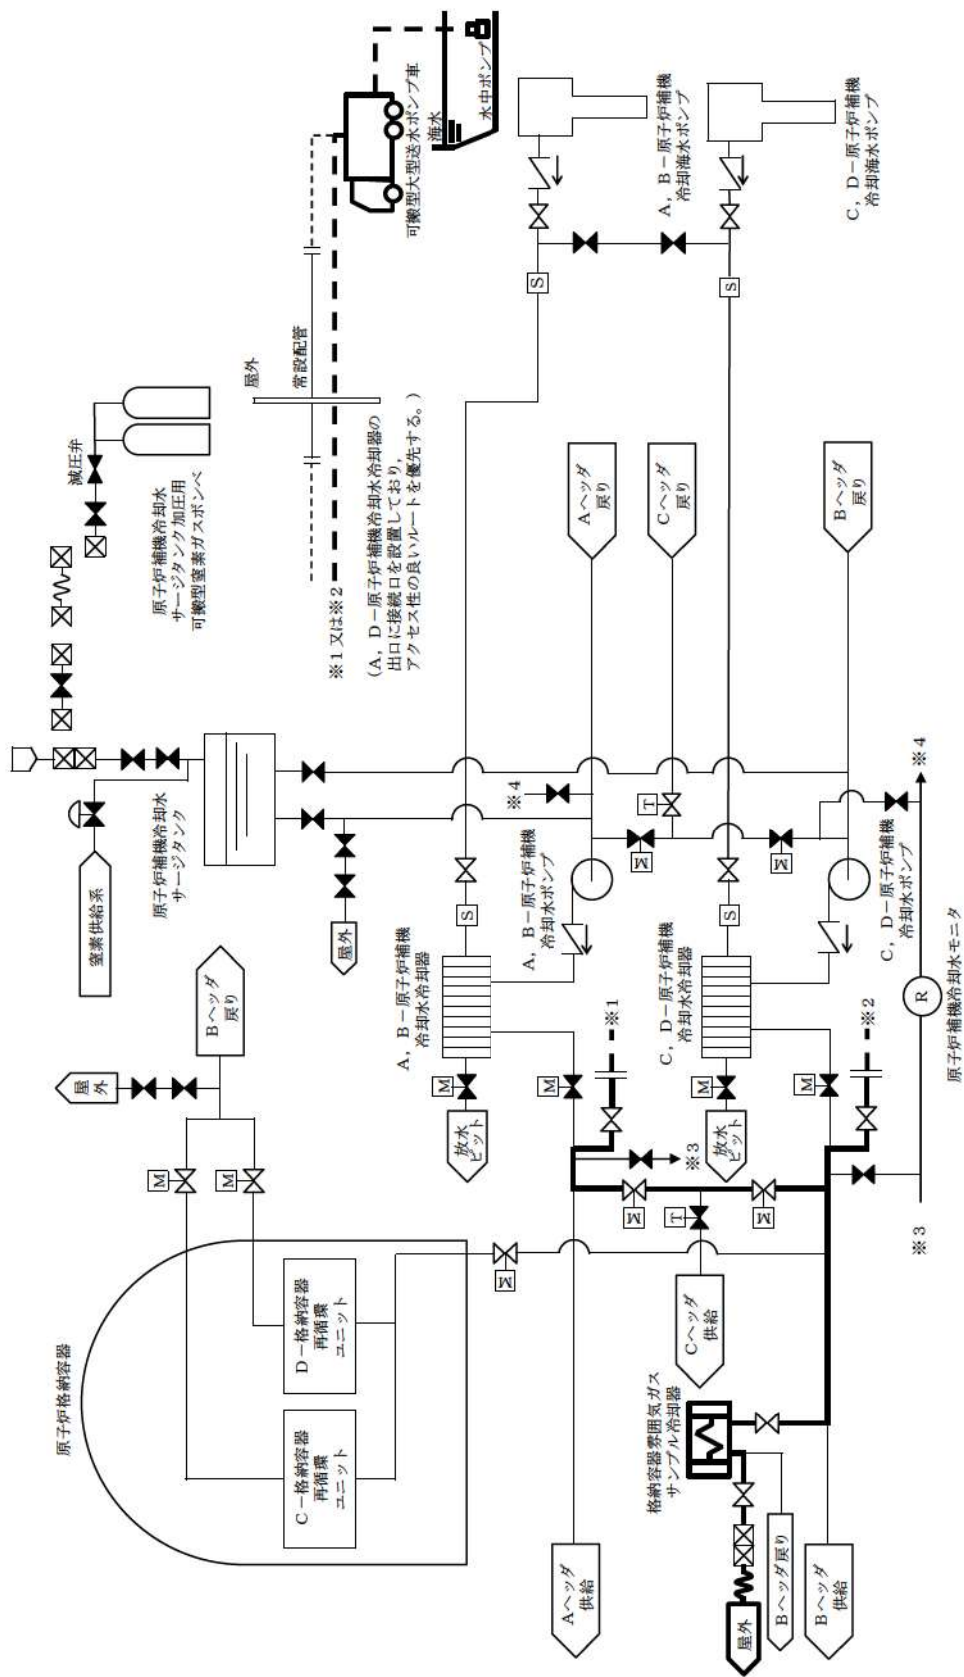 原子炉格納容器
C－格納容器
再循環
ユニット
D－格納容器
再循環
ユニット
M
M
屋外
Bヘッダ
戻り
窒素供給系
原子炉補機冷却水
サージタンク
屋外
原子炉補機冷却水
サージタンク加圧用
可搬型窒素ガスボンベ
減圧弁
屋外
常設配管
※1又は※2
(A,D－原子炉補機冷却水冷却器の
出口に接続口を設置しており,
アクセス性の良いルートを優先する。)
可搬型大型送水ポンプ車
海水
水中ポンプ
A,B－原子炉補機
冷却水冷却器
S
M
放水
ピット
S
A,B－原子炉補機
冷却海水ポンプ
Aヘッダ
供給
M
M
※1
※3
A,B－原子炉補機
冷却水ポンプ
※4
Aヘッダ
戻り
M
T
Cヘッダ
戻り
M
T
Cヘッダ
供給
M
M
放水
ピット
C,D－原子炉補機
冷却水冷却器
S
S
C,D－原子炉補機
冷却海水ポンプ
格納容器雰囲気ガス
サンプル冷却器
屋外
Bヘッダ戻り
Bヘッダ
供給
M
※2
C,D－原子炉補機
冷却水ポンプ
Bヘッダ
戻り
※3
R
※4
原子炉補機冷却水モニタ